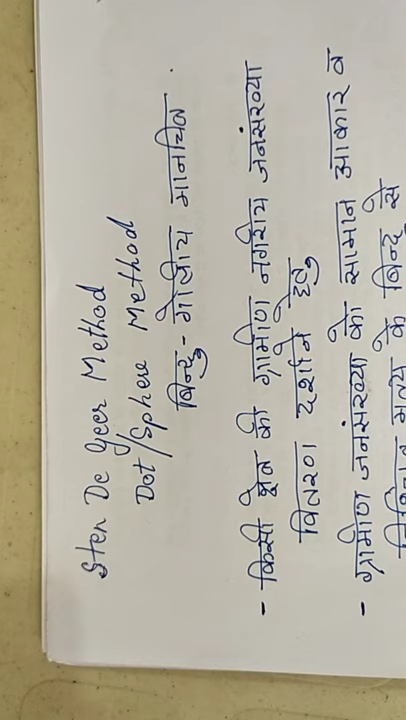 Sten De Geer Method
Dot/Sphere Method
बिन्दु - गोलीय मानचित्र .
- किसी क्षेत्र की ग्रामीण नगरीय जनसंख्या
वितरण दर्शाने हेतु
- ग्रामीण जनसंख्या को सामान आकार व
के बिन्दु से